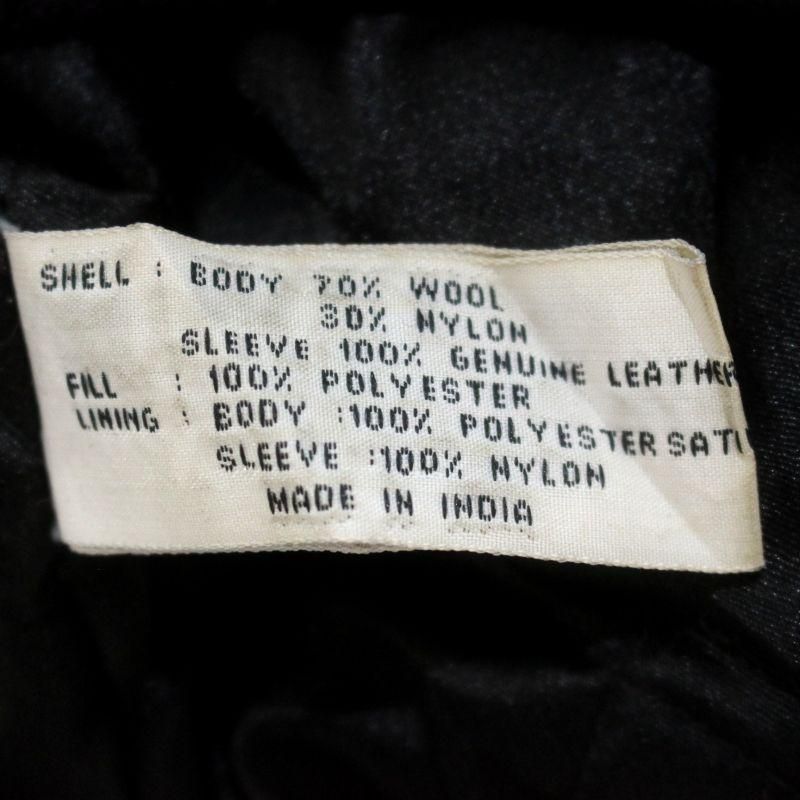 SHELL : BODY 70% WOOL
30% NYLON
SLEEVE 100% GENUINE LEATHER
FILL : 100% POLYESTER
LINING : BODY :100% POLYESTER SATI
SLEEVE :100% NYLON
MADE IN INDIA